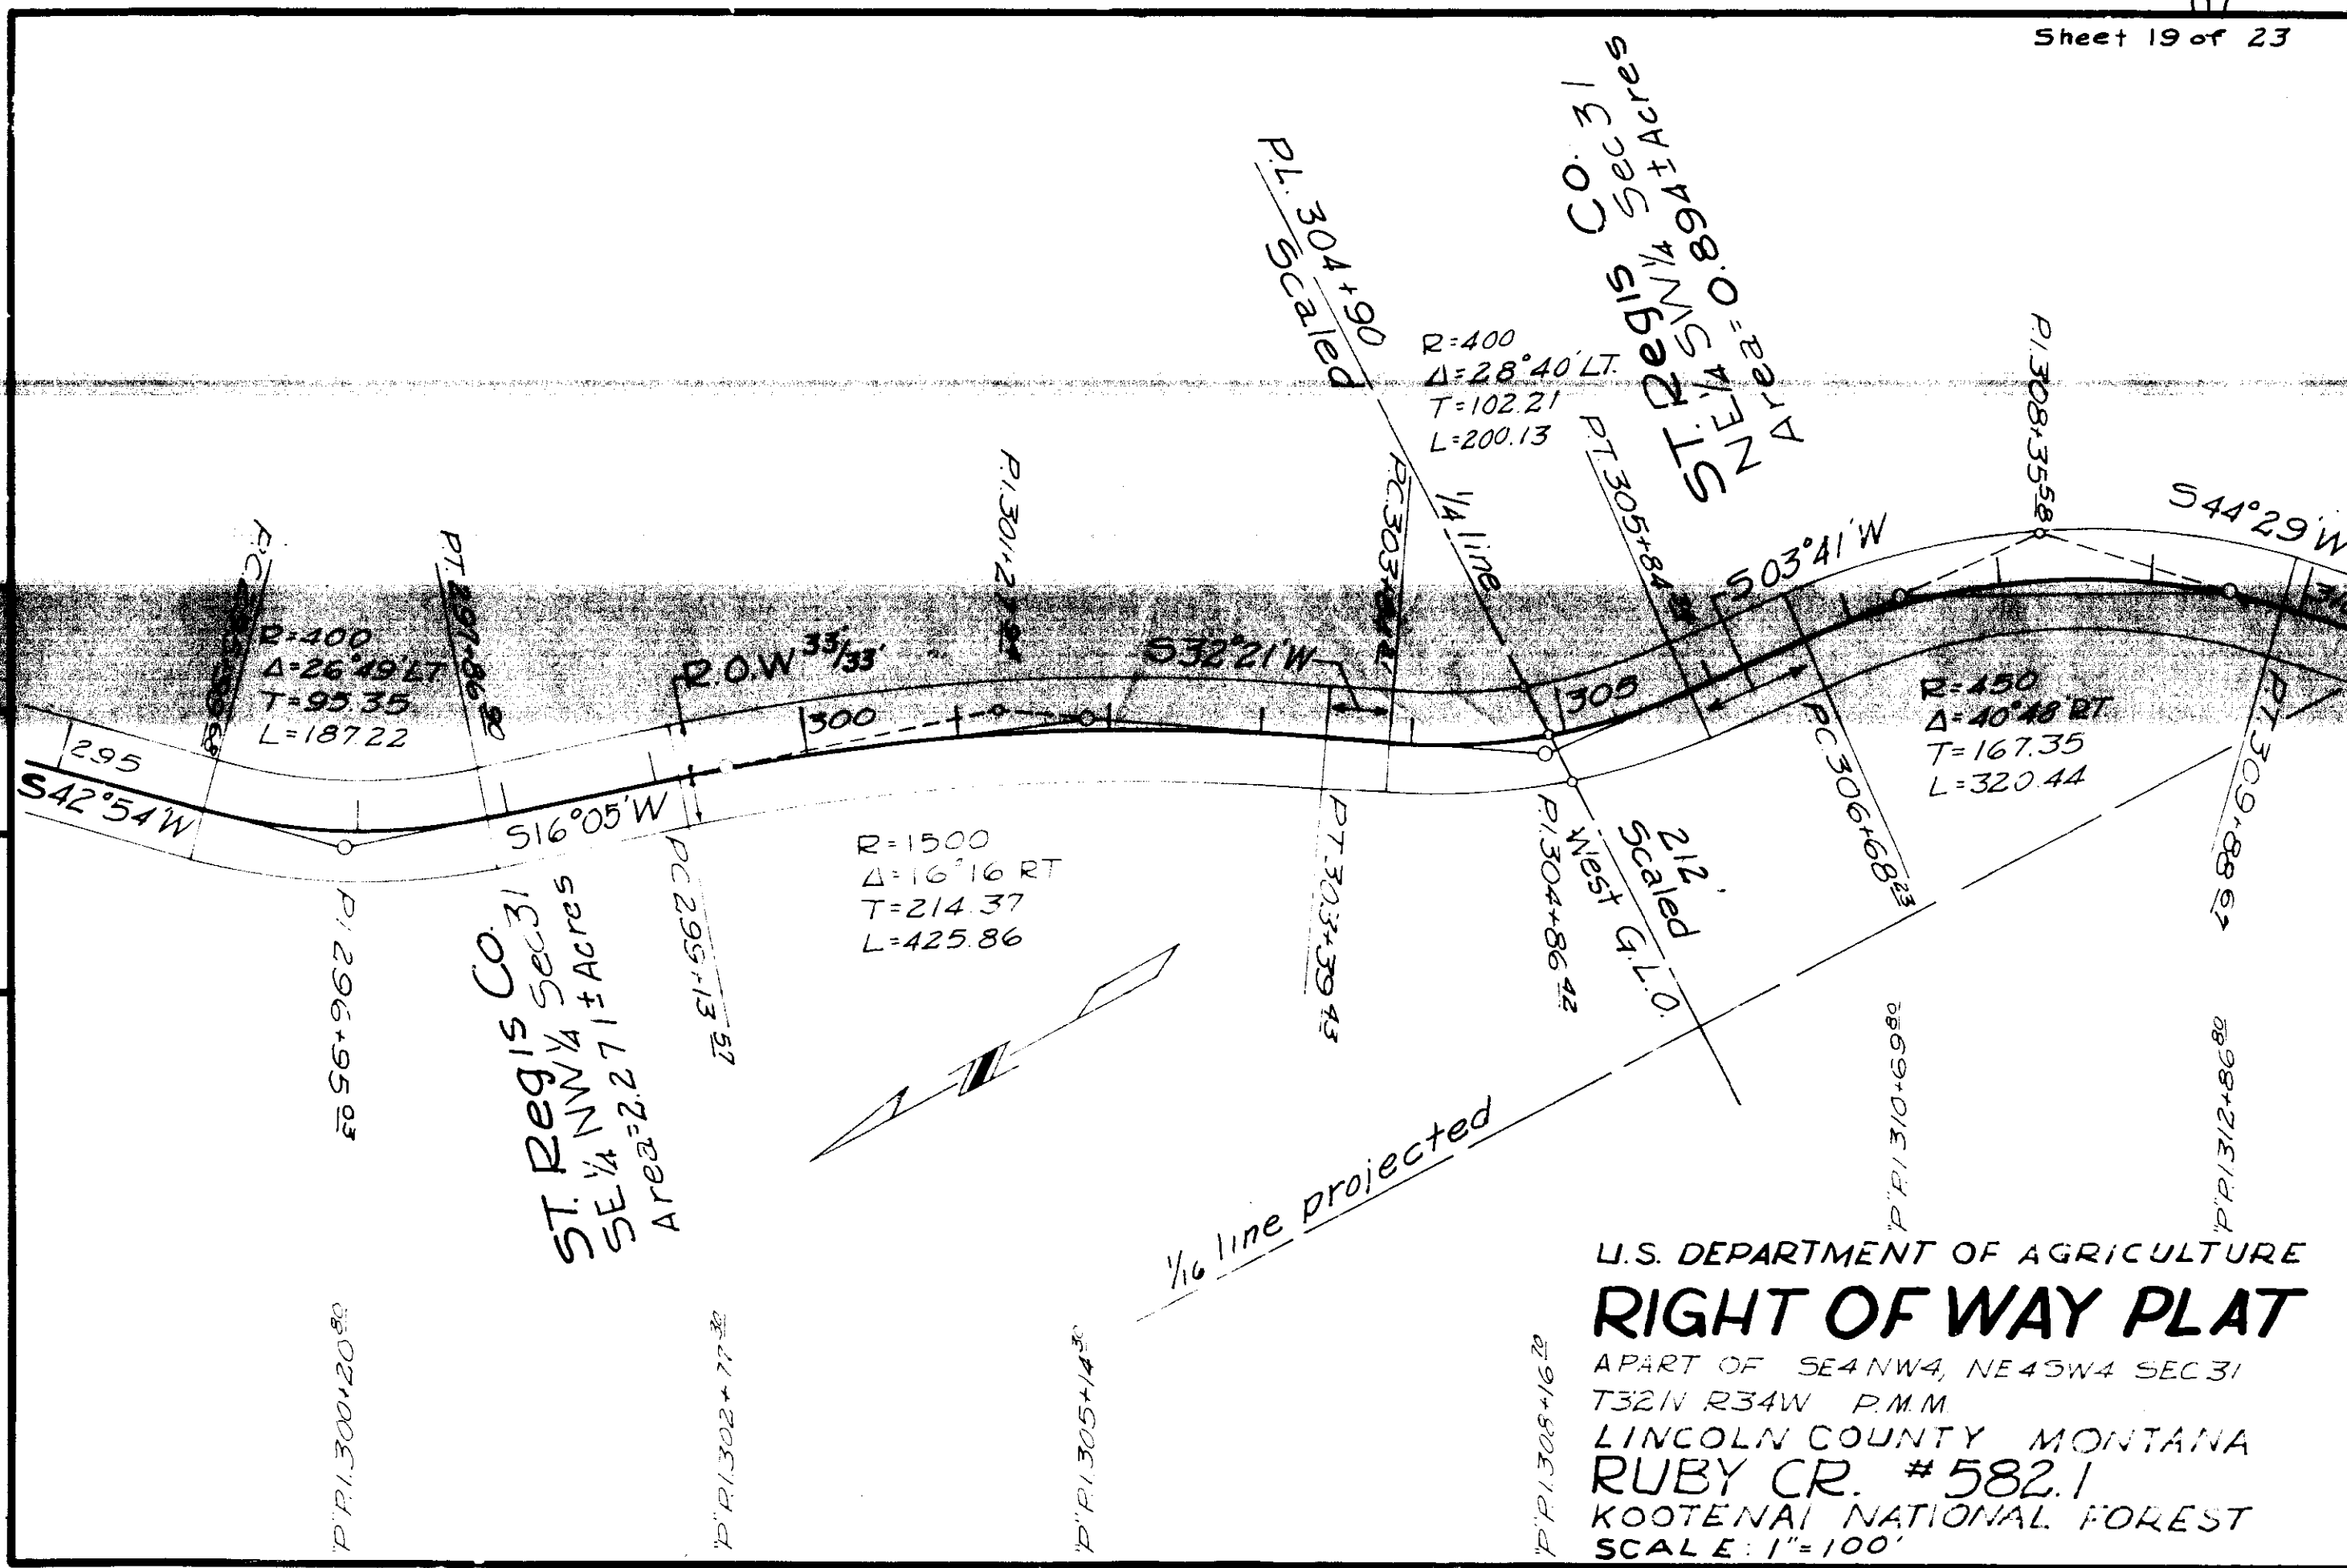 Sheet 19 of 23
P.L. 304+90
Scaled
ST. Regis CO.
NE¼ SW¼ Sec 31
Area=0.894± Acres
R=400
Δ=28°40' LT.
T=102.21
L=200.13
P.I. 308+35 58
S44°29'W
P.T. 305+84
S03°41'W
¼ line
P.C. 303+
P.I. 301+2
P.C.
P.T. 297+86 90
R=400
Δ=26°49' LT
T=95.35
L=187.22
R.O.W 33/33'
S32°21'W
295
300
305
S42°54'W
S16°05'W
R=450
Δ=40°48' RT.
T=167.35
L=320.44
R=1500
Δ=16°16 RT
T=214.37
L=425.86
P.I. 296+95 03
ST. Regis CO.
SE¼ NW¼ Sec 31
Area=2.271± Acres
PC 299+13 57
P.T. 303+39 43
P.I. 304+86 42
212'
Scaled
West G.L.O.
P.C. 306+68 23
P.T. 309+88 67
1/16 line projected
"P" P.I. 310+69 80
"P" P.I. 312+86 80
"P" P.I. 300+20 80
"P" P.I. 302+77 30
"P" P.I. 305+14 30
"P" P.I. 308+16 70
U.S. DEPARTMENT OF AGRICULTURE
RIGHT OF WAY PLAT
A PART OF SE4 NW4, NE4SW4 SEC 31
T32N R34W P.M.M.
LINCOLN COUNTY MONTANA
RUBY CR. #582.1
KOOTENAI NATIONAL FOREST
SCALE: 1"=100'